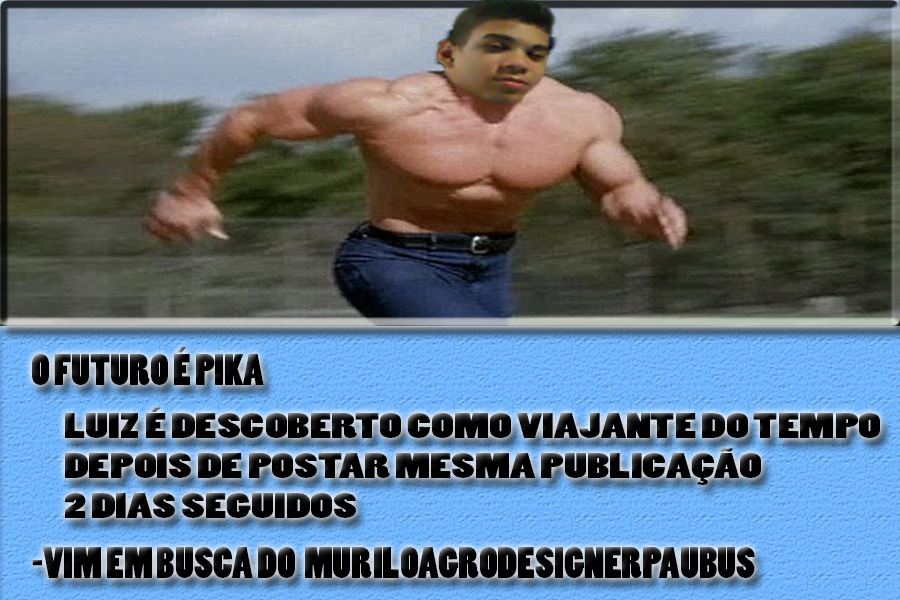 O FUTURO É PIKA
LUIZ É DESCOBERTO COMO VIAJANTE DO TEMPO
DEPOIS DE POSTAR MESMA PUBLICAÇÃO
2 DIAS SEGUIDOS
-VIM EM BUSCA DO MURILOAGRODESIGNERPAUBUS